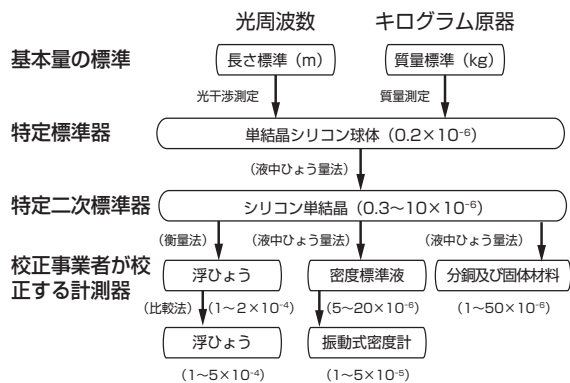 光周波数 キログラム原器
基本量の標準 長さ標準（m） 質量標準（kg）
光干渉測定 質量測定
特定標準器 単結晶シリコン球体（0.2×10⁻⁶）
（液中ひょう量法）
特定二次標準器 シリコン単結晶（0.3～10×10⁻⁶）
（衡量法） （液中ひょう量法） （液中ひょう量法）
校正事業者が校
正する計測器 浮ひょう 密度標準液 分銅及び固体材料
（比較法） （1～2×10⁻⁴） （5～20×10⁻⁶） （1～50×10⁻⁶）
浮ひょう 振動式密度計
（1～5×10⁻⁴） （1～5×10⁻⁵）